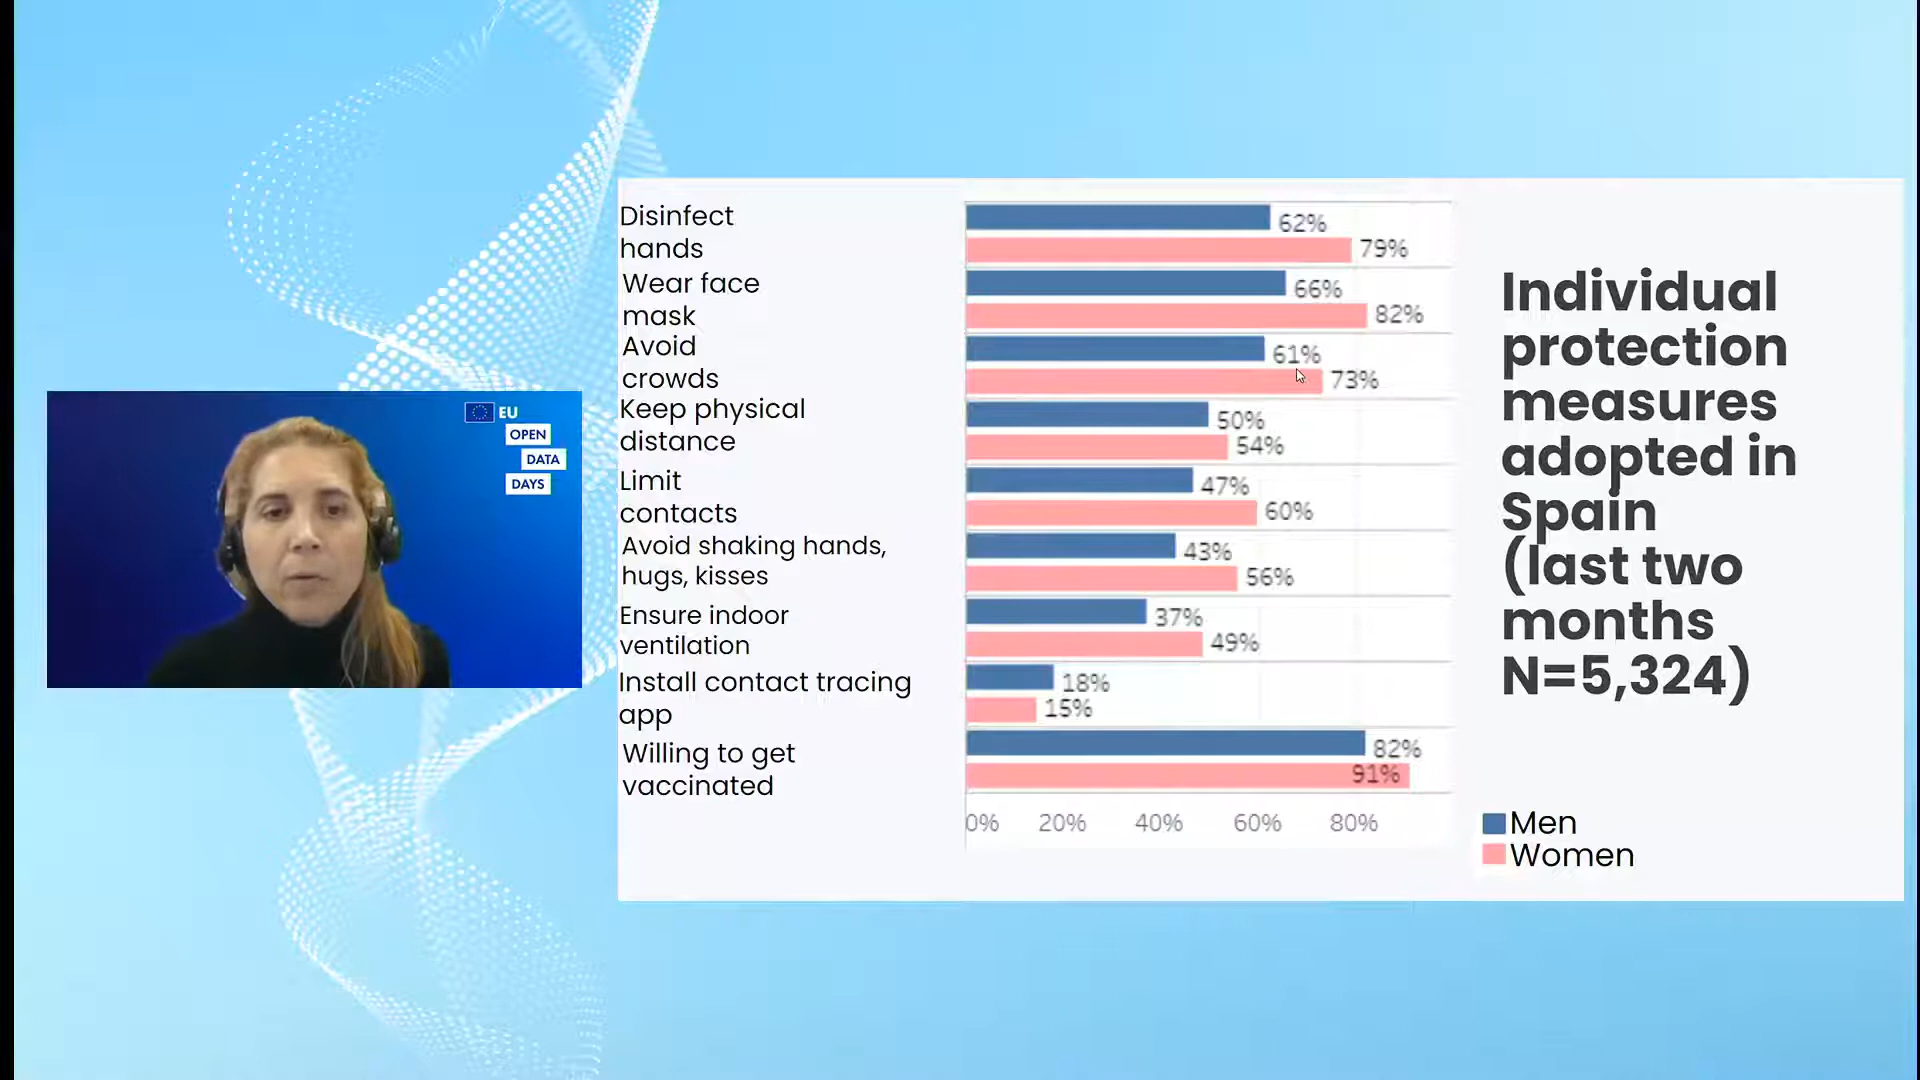 EU
OPEN
DATA
DAYS
Disinfect
hands
62%
79%
Wear face
mask
66%
82%
Avoid
crowds
61%
73%
Keep physical
distance
50%
54%
Limit
contacts
47%
60%
Avoid shaking hands,
hugs, kisses
43%
56%
Ensure indoor
ventilation
37%
49%
Install contact tracing
app
18%
15%
Willing to get
vaccinated
82%
91%
0% 20% 40% 60% 80%
Individual
protection
measures
adopted in
Spain
(last two
months
N=5,324)
Men
Women